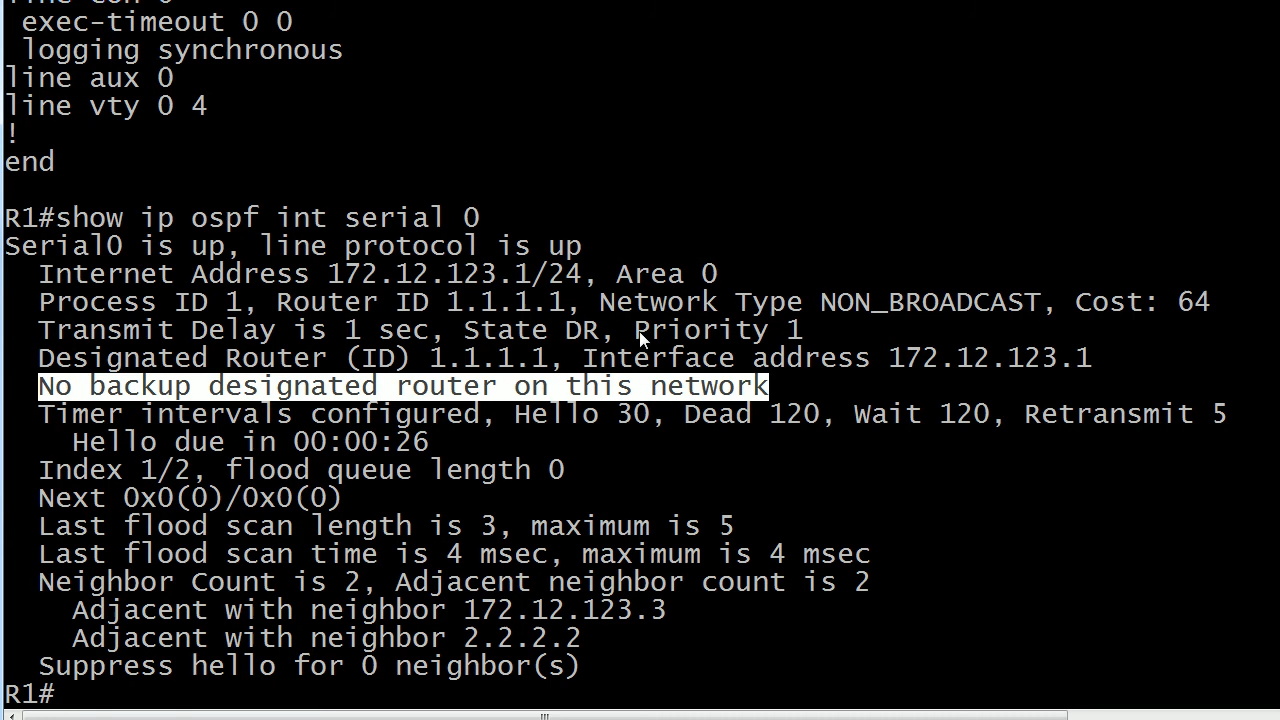 line con 0
exec-timeout 0 0
logging synchronous
line aux 0
line vty 0 4
!
end
R1#show ip ospf int serial 0
Serial0 is up, line protocol is up
Internet Address 172.12.123.1/24, Area 0
Process ID 1, Router ID 1.1.1.1, Network Type NON_BROADCAST, Cost: 64
Transmit Delay is 1 sec, State DR, Priority 1
Designated Router (ID) 1.1.1.1, Interface address 172.12.123.1
No backup designated router on this network
Timer intervals configured, Hello 30, Dead 120, Wait 120, Retransmit 5
Hello due in 00:00:26
Index 1/2, flood queue length 0
Next 0x0(0)/0x0(0)
Last flood scan length is 3, maximum is 5
Last flood scan time is 4 msec, maximum is 4 msec
Neighbor Count is 2, Adjacent neighbor count is 2
Adjacent with neighbor 172.12.123.3
Adjacent with neighbor 2.2.2.2
Suppress hello for 0 neighbor(s)
R1#